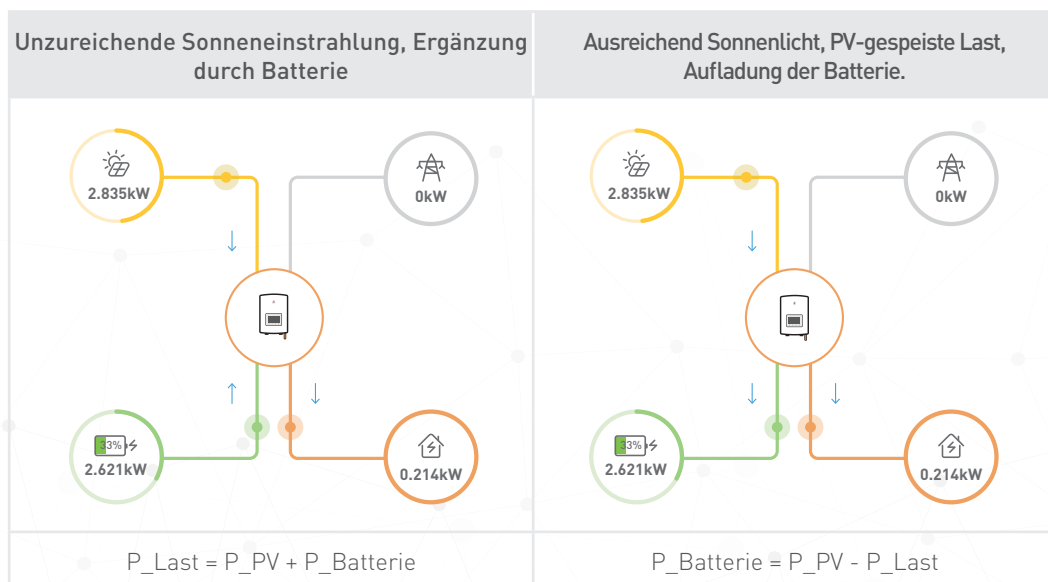 Unzureichende Sonneneinstrahlung, Ergänzung
durch Batterie
Ausreichend Sonnenlicht, PV-gespeiste Last,
Aufladung der Batterie.
2.835kW
0kW
33%
2.621kW
0.214kW
2.835kW
0kW
33%
2.621kW
0.214kW
P_Last = P_PV + P_Batterie
P_Batterie = P_PV - P_Last